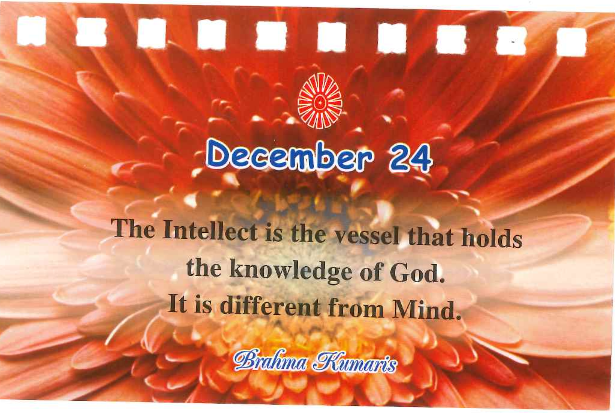 December 24
The Intellect is the vessel that holds
the knowledge of God.
It is different from Mind.
Brahma Kumaris